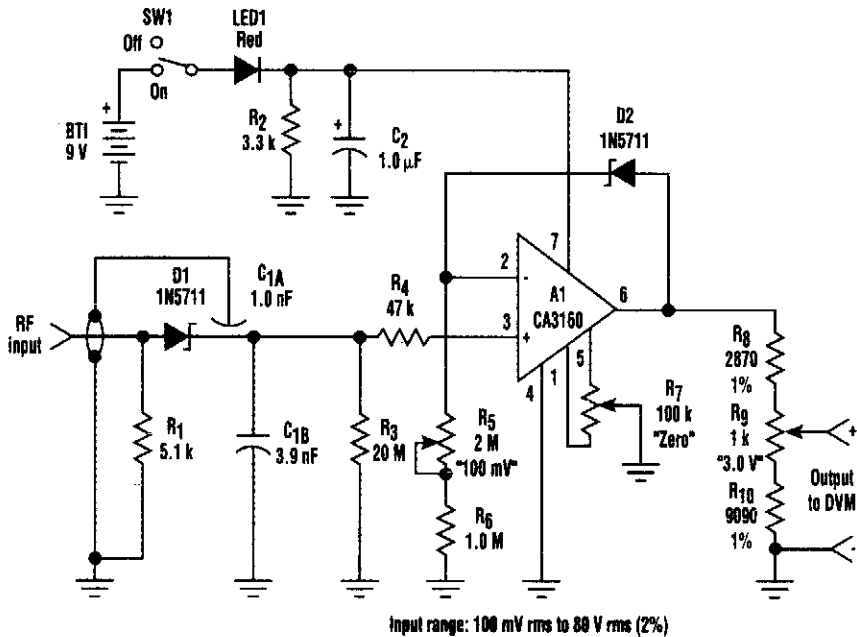 SW1
Off
On
LED1
Red
+
BT1
9 V
R2
3.3 k
+
C2
1.0 µF
D2
1N5711
D1
1N5711
C1A
1.0 nF
R4
47 k
RF
input
2
-
3
+
7
A1
CA3160
6
4
1
5
R1
5.1 k
C1B
3.9 nF
R3
20 M
R5
2 M
"100 mV"
R6
1.0 M
R7
100 k
"Zero"
R8
2870
1%
R9
1 k
"3.0 V"
R10
9090
1%
+
Output
to DVM
-
Input range: 100 mV rms to 80 V rms (2%)